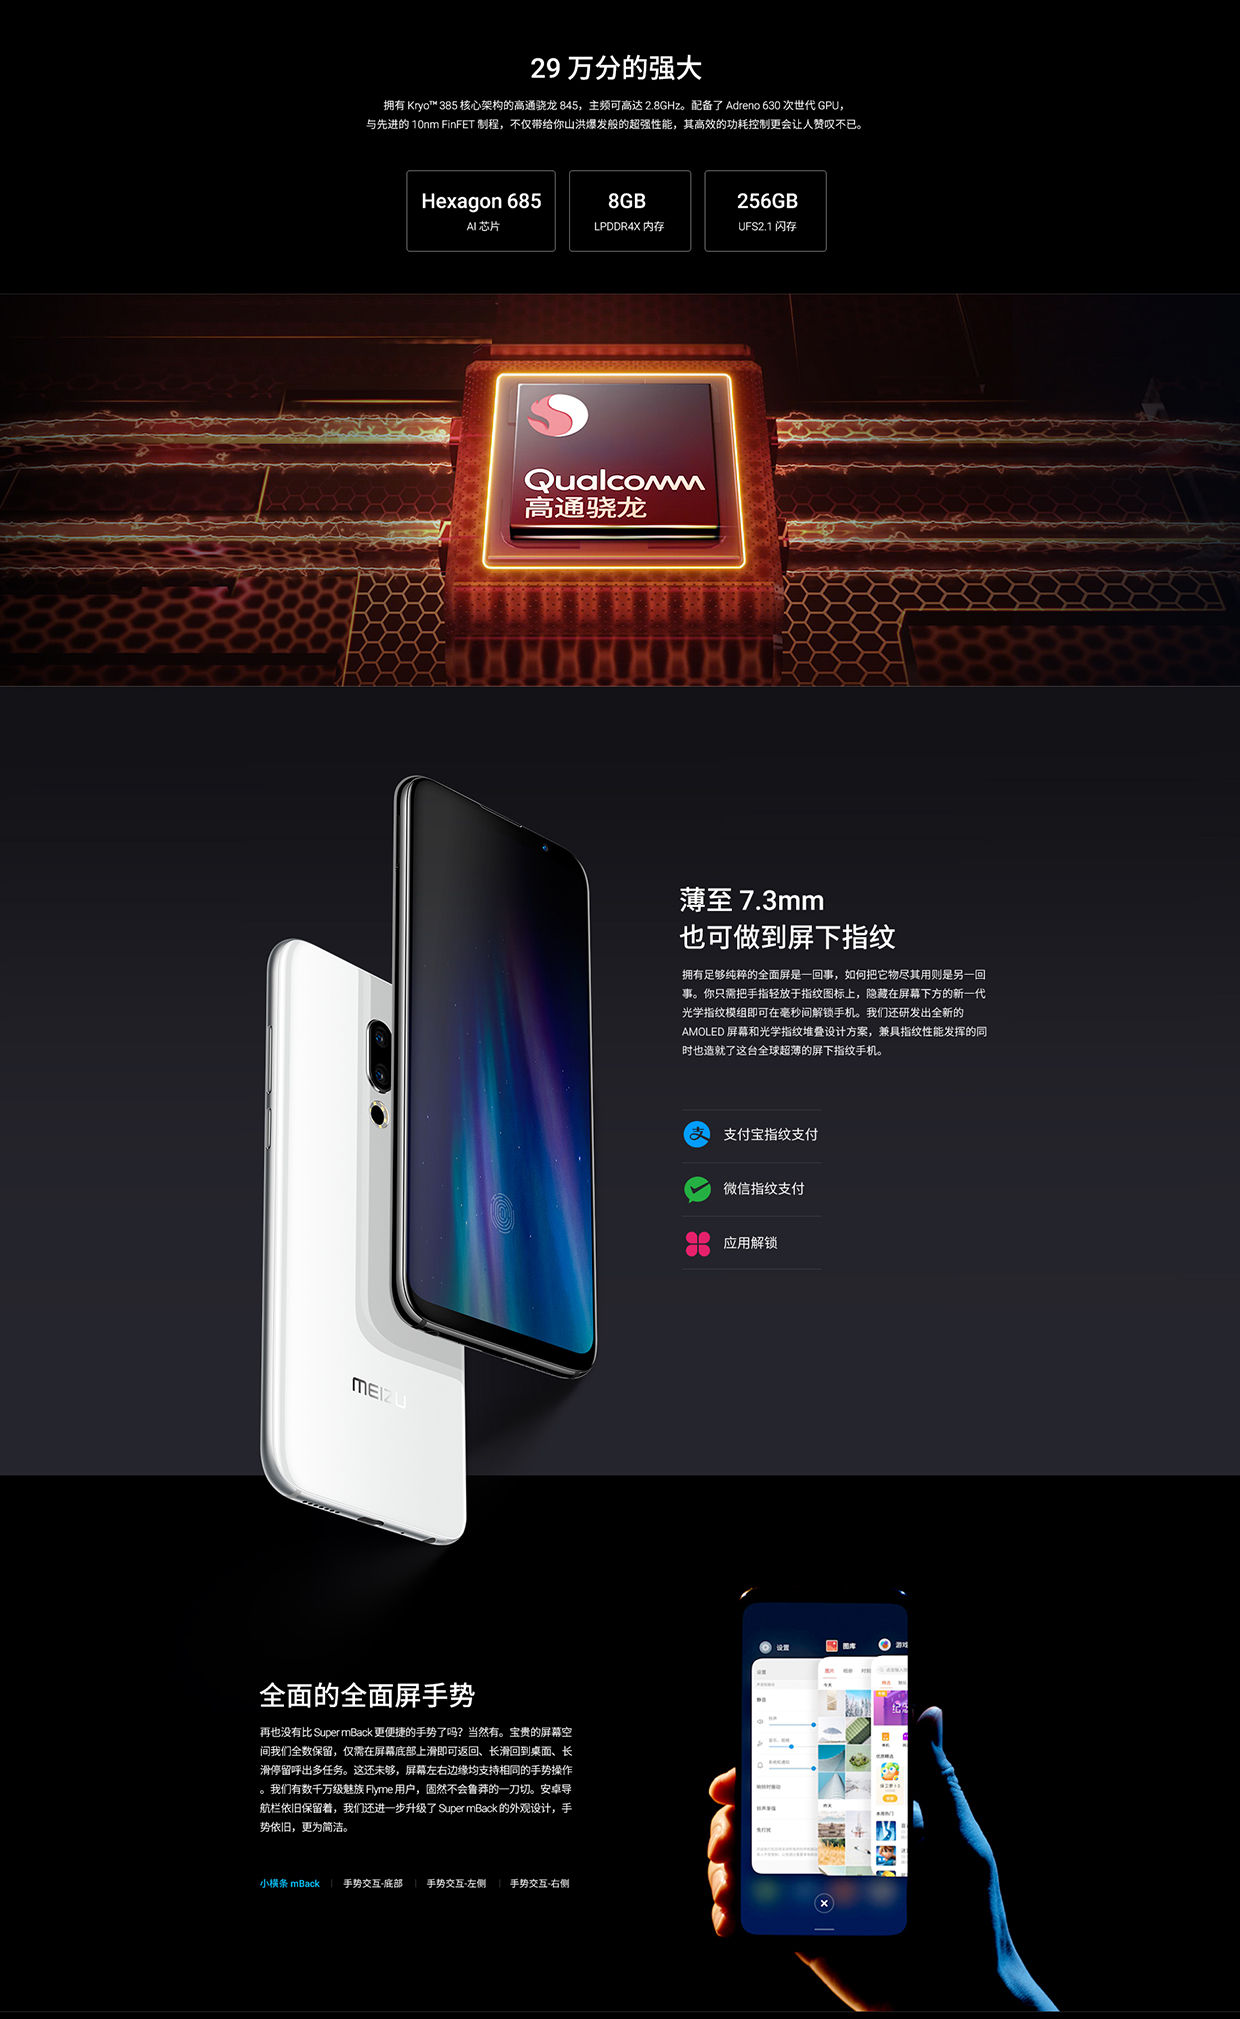 29 万分的强大
拥有 Kryo™ 385 核心架构的高通骁龙 845，主频可高达 2.8GHz。配备了 Adreno 630 次世代 GPU，
与先进的 10nm FinFET 制程，不仅带给你山洪爆发般的超强性能，其高效的功耗控制更会让人赞叹不已。
Hexagon 685
AI 芯片
8GB
LPDDR4X 内存
256GB
UFS2.1 闪存
Qualcomm
高通骁龙
薄至 7.3mm
也可做到屏下指纹
拥有足够纯粹的全面屏是一回事，如何把它物尽其用则是另一回
事。你只需把手指轻放于指纹图标上，隐藏在屏幕下方的新一代
光学指纹模组即可在毫秒间解锁手机。我们还研发出全新的
AMOLED 屏幕和光学指纹堆叠设计方案，兼具指纹性能发挥的同
时也造就了这台全球超薄的屏下指纹手机。
支付宝指纹支付
微信指纹支付
应用解锁
MEIZU
全面的全面屏手势
再也没有比 Super mBack 更便捷的手势了吗？当然有。宝贵的屏幕空
间我们全数保留，仅需在屏幕底部上滑即可返回、长滑回到桌面、长
滑停留呼出多任务。这还未够，屏幕左右边缘均支持相同的手势操作
。我们有数千万级魅族 Flyme 用户，固然不会鲁莽的一刀切。安卓导
航栏依旧保留着，我们还进一步升级了 Super mBack 的外观设计，手
势依旧，更为简洁。
小横条 mBack
手势交互-底部
手势交互-左侧
手势交互-右侧
设置
图库
游戏
设置
静音
图片
相册
时刻
今天
昨天